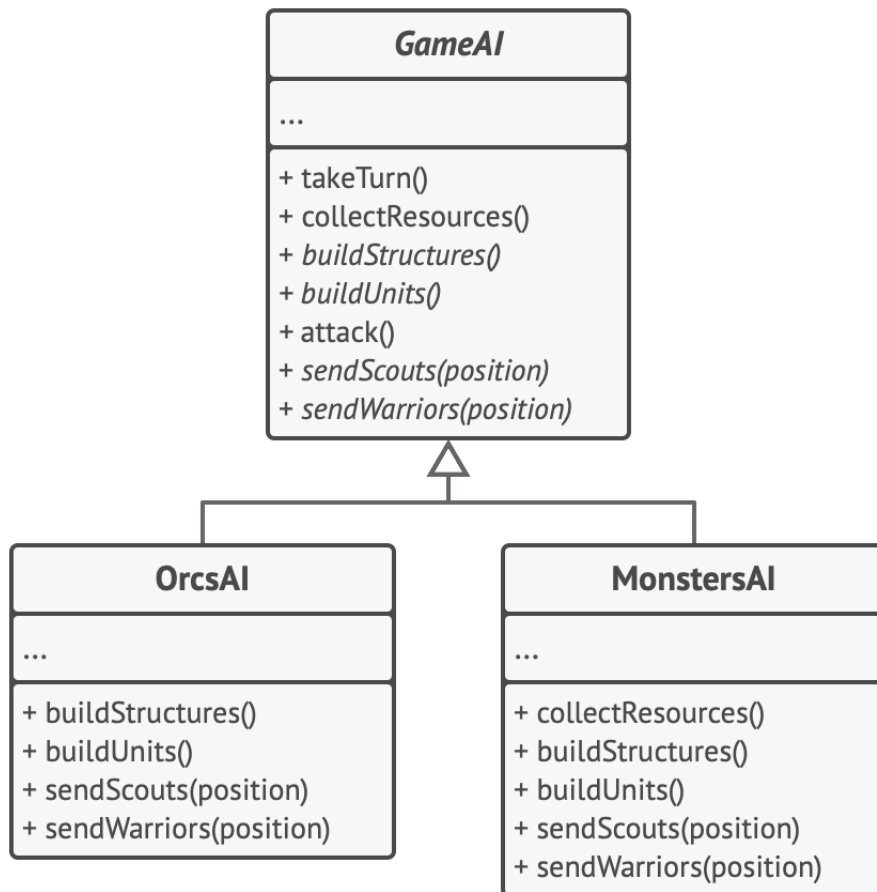 GameAI
...
+ takeTurn()
+ collectResources()
+ buildStructures()
+ buildUnits()
+ attack()
+ sendScouts(position)
+ sendWarriors(position)
OrcsAI
...
+ buildStructures()
+ buildUnits()
+ sendScouts(position)
+ sendWarriors(position)
MonstersAI
...
+ collectResources()
+ buildStructures()
+ buildUnits()
+ sendScouts(position)
+ sendWarriors(position)